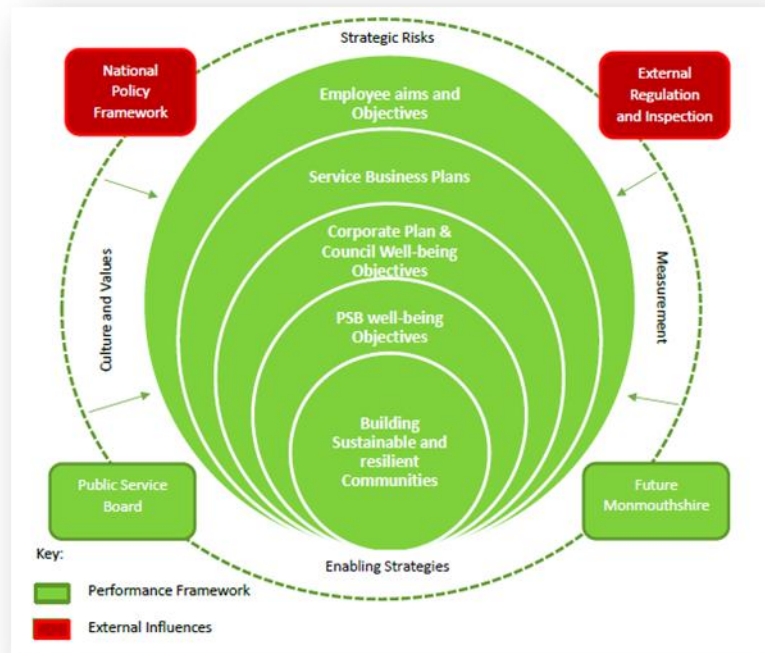 Strategic Risks
National
Policy
Framework
External
Regulation
and Inspection
Employee aims and
Objectives
Service Business Plans
Corporate Plan &
Council Well-being
Objectives
Culture and Values
Measurement
PSB well-being
Objectives
Building
Sustainable and
resilient
Communities
Public Service
Board
Future
Monmouthshire
Enabling Strategies
Key:
Performance Framework
External Influences